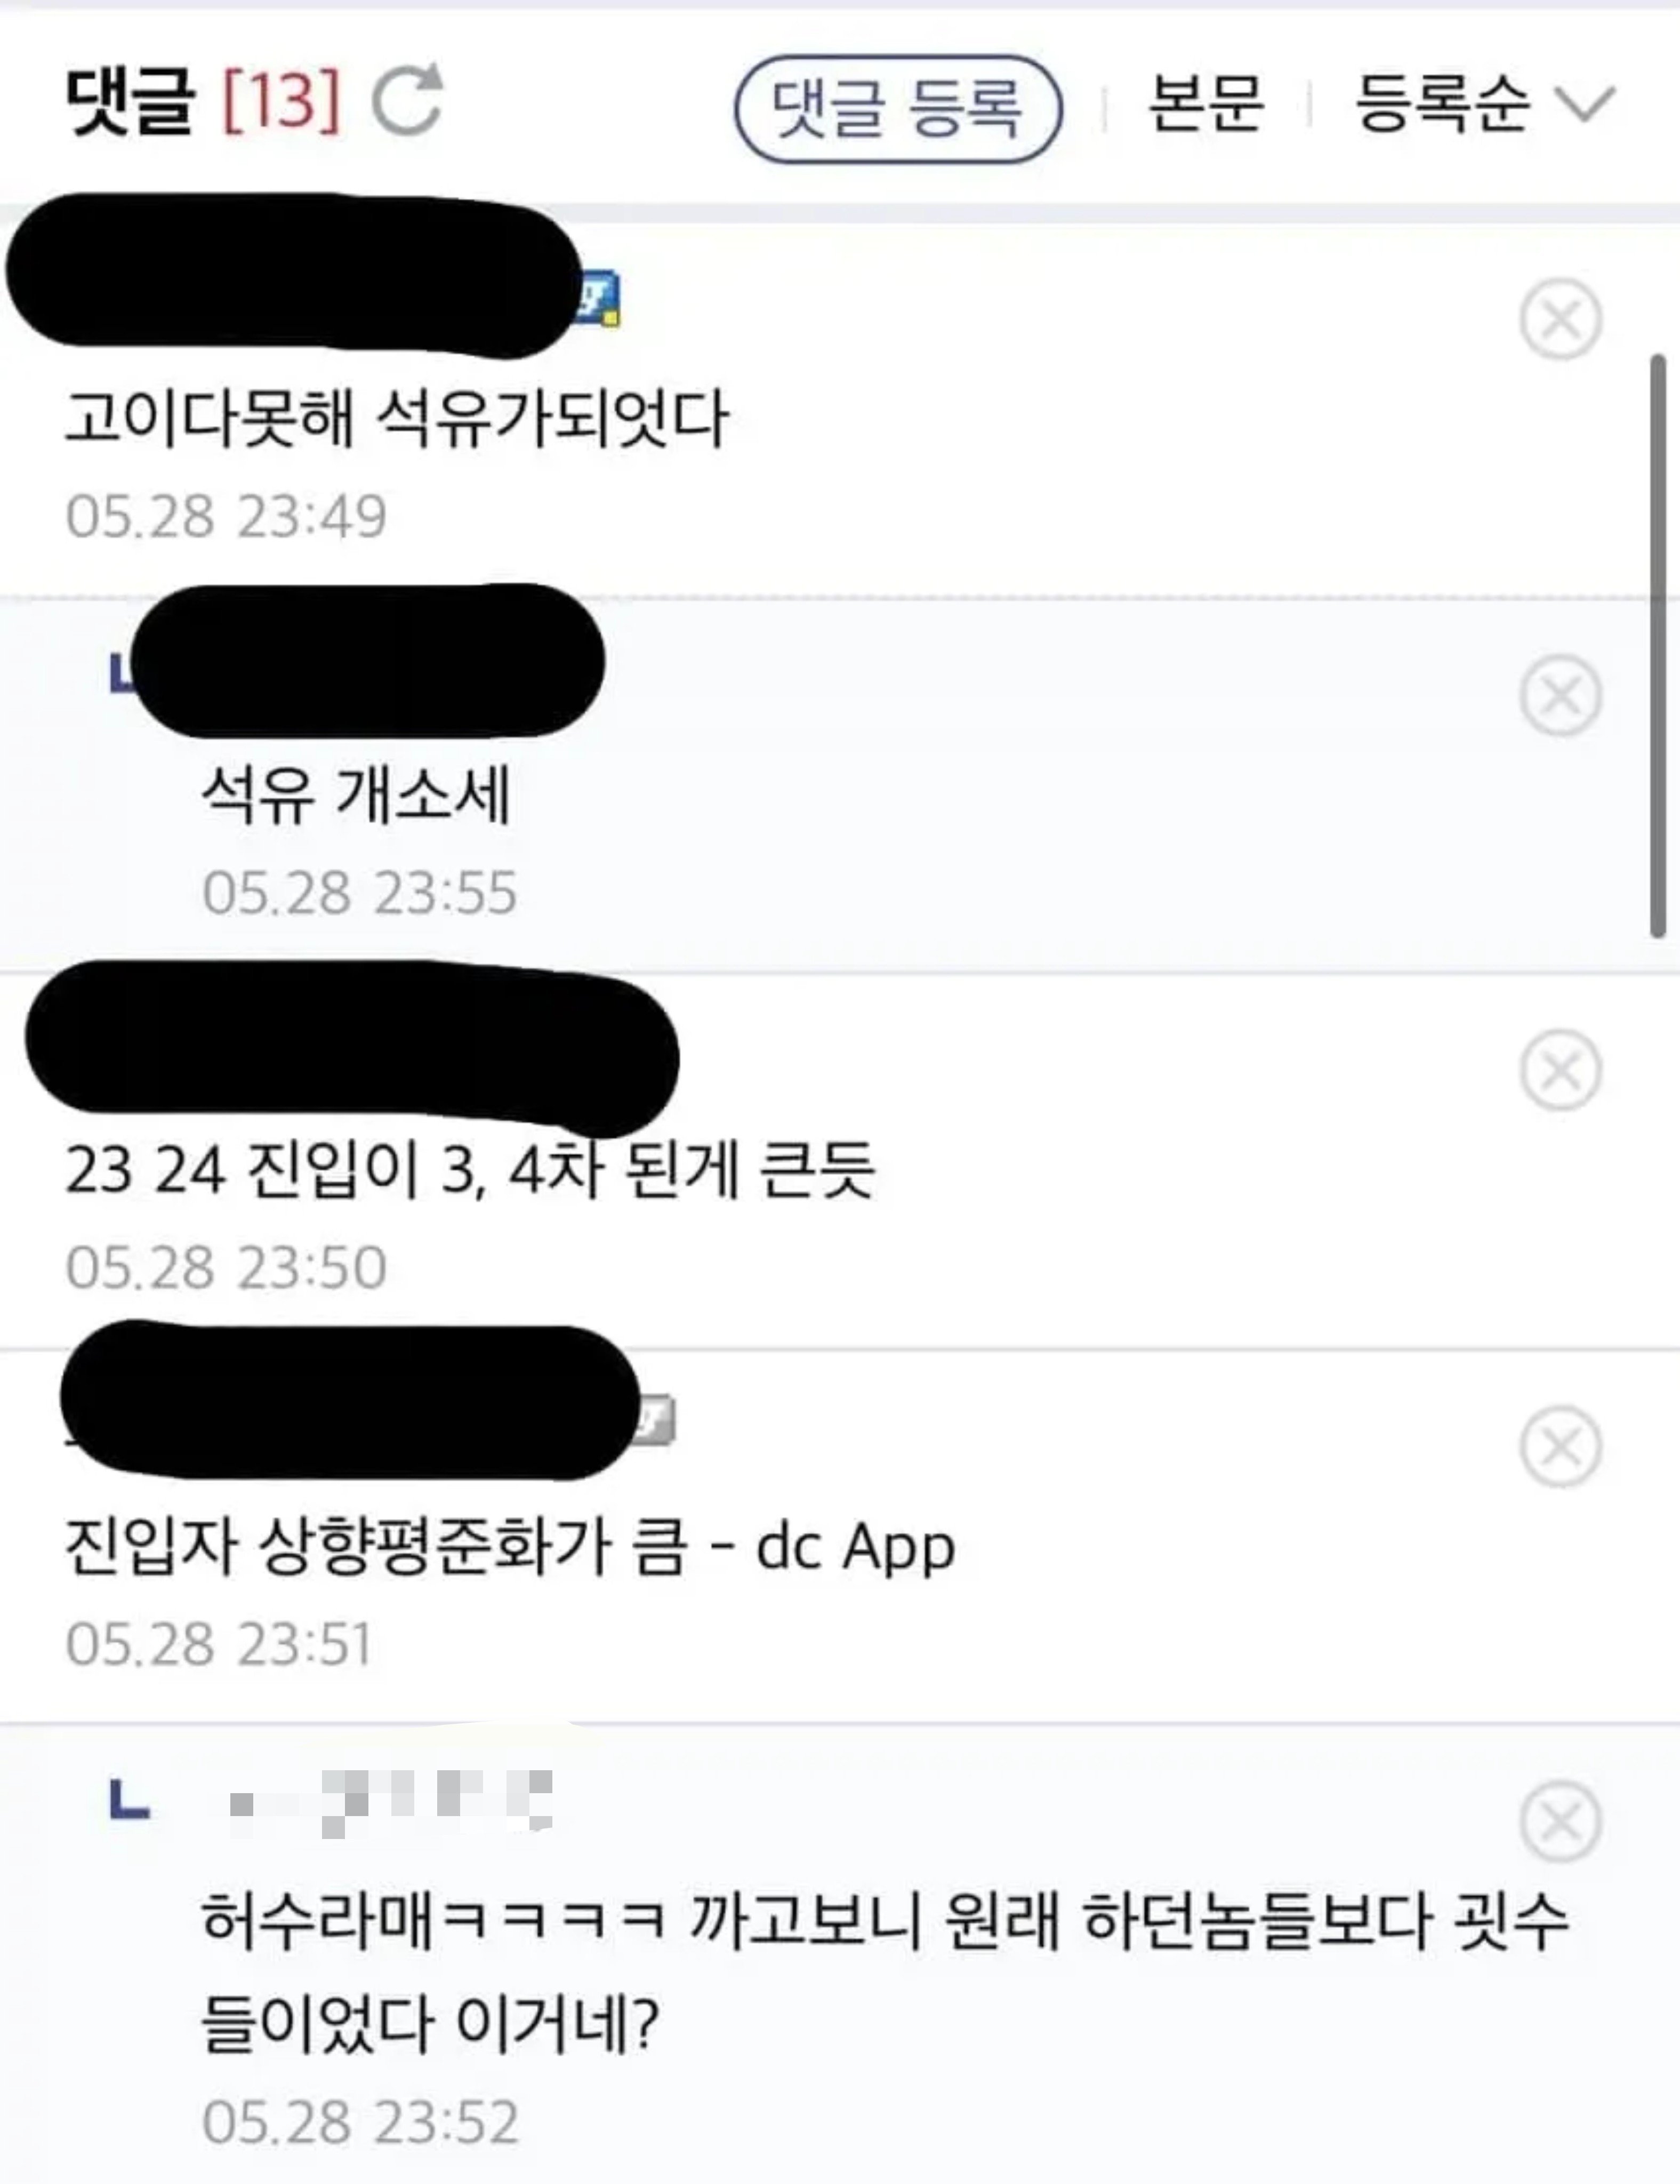 댓글 [13] 댓글 등록 본문 등록순
고이다못해 석유가되엇다
05.28 23:49
석유 개소세
05.28 23:55
23 24 진입이 3, 4차 된게 큰듯
05.28 23:50
진입자 상향평준화가 큼 - dc App
05.28 23:51
허수라매ㅋㅋㅋㅋ 까고보니 원래 하던놈들보다 굇수
들이었다 이거네?
05.28 23:52